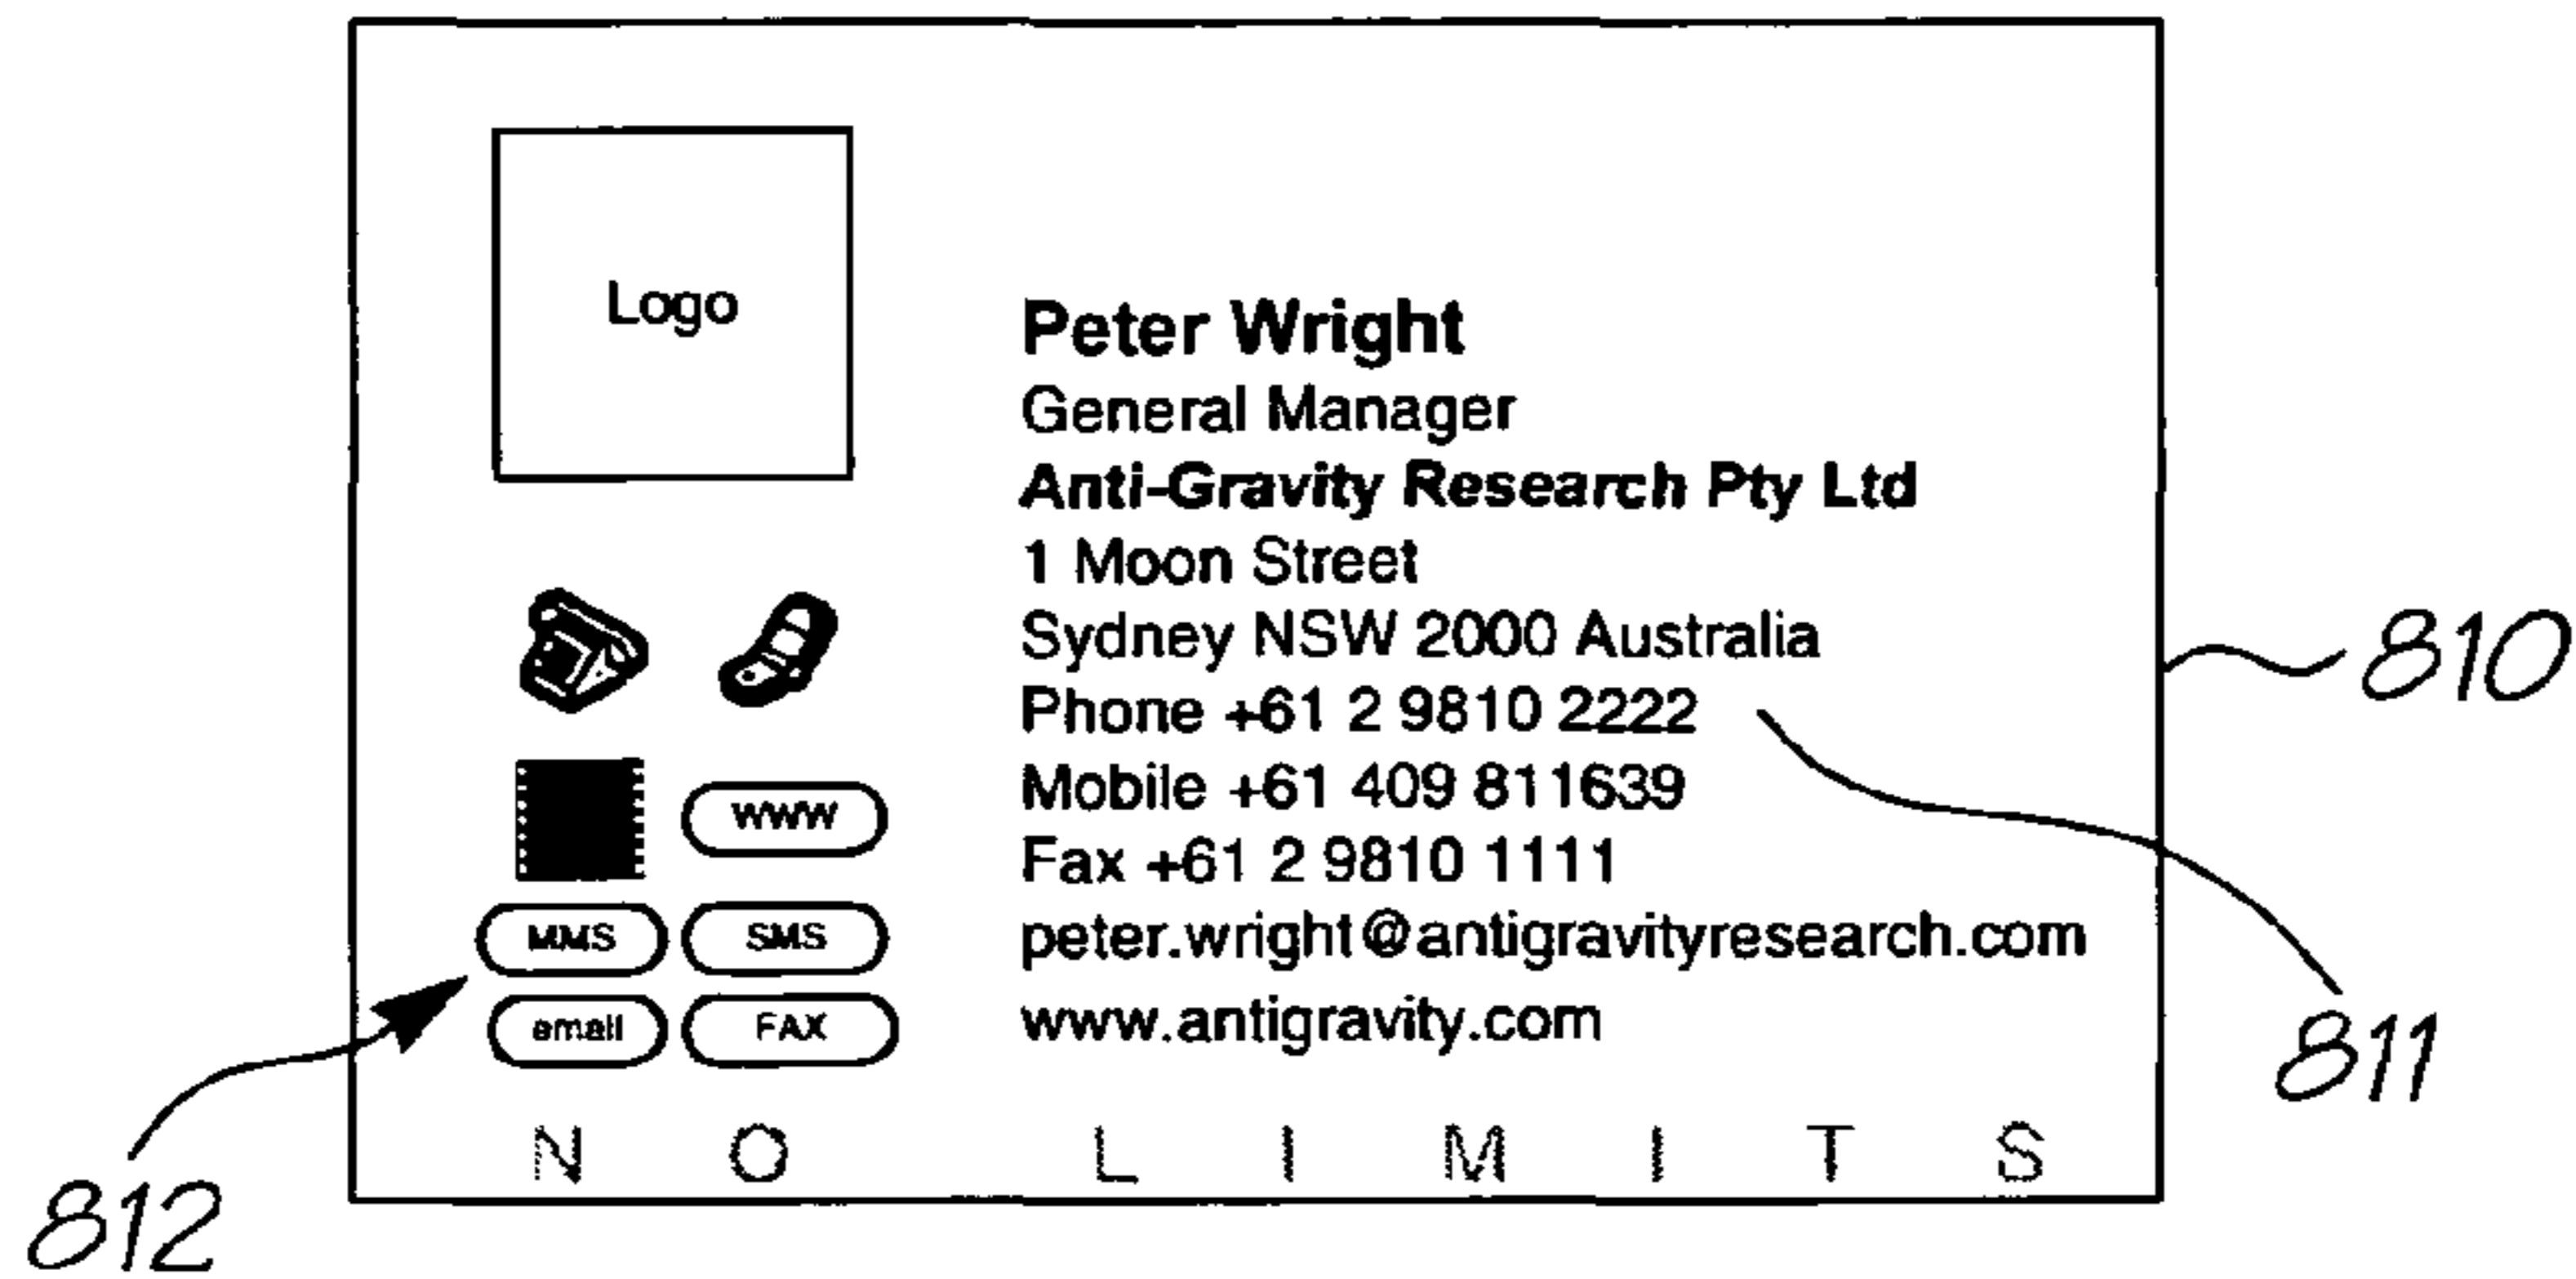 Logo
Peter Wright
General Manager
Anti-Gravity Research Pty Ltd
1 Moon Street
Sydney NSW 2000 Australia
Phone +61 2 9810 2222
Mobile +61 409 811639
Fax +61 2 9810 1111
peter.wright@antigravityresearch.com
www.antigravity.com
WWW
MMS SMS
email FAX
N O L I M I T S
810
811
812